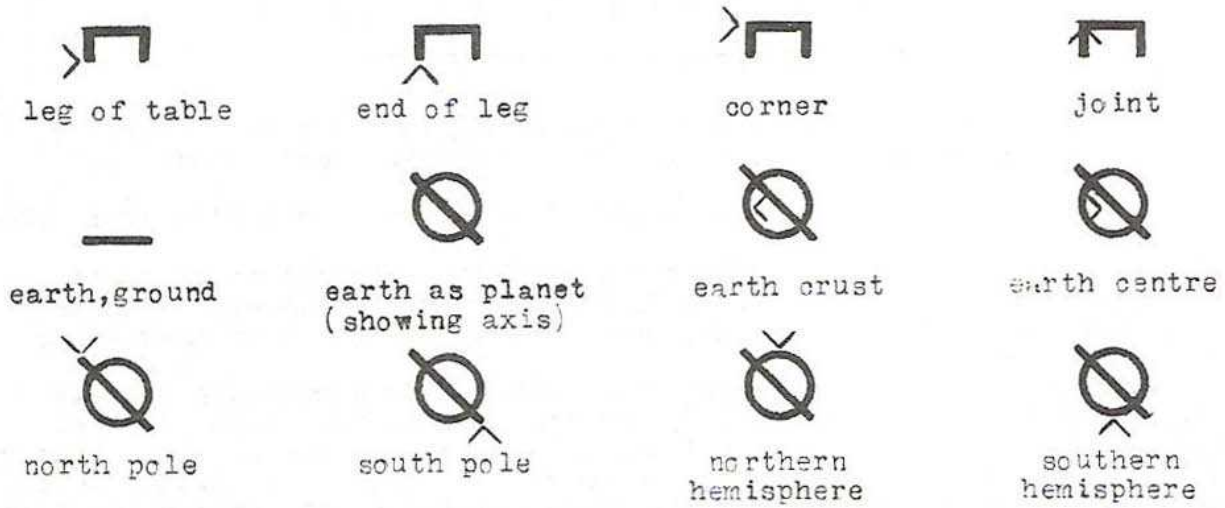 leg of table
end of leg
corner
joint
earth,ground
earth as planet
(showing axis)
earth crust
earth centre
north pole
south pole
northern
hemisphere
southern
hemisphere